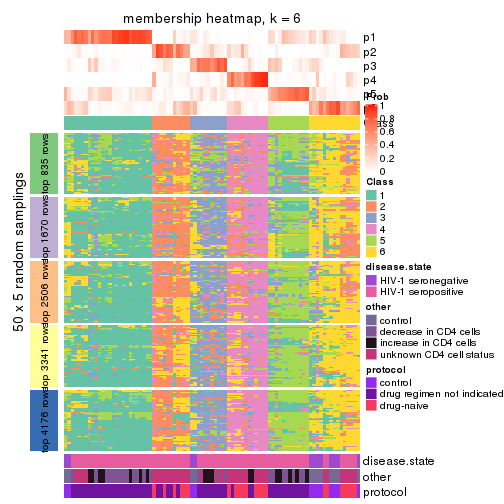 membership heatmap, k = 6
p1
p2
p3
p4
p5
Prob
1
0.8
0.6
0.4
0.2
0
Class
1
2
3
4
5
6
disease.state
HIV-1 seronegative
HIV-1 seropositive
other
control
decrease in CD4 cells
increase in CD4 cells
unknown CD4 cell status
protocol
control
drug regimen not indicated
drug-naive
50 x 5 random samplings
top 835 rows
top 1670 rows
top 2506 rows
top 3341 rows
top 4176 rows
disease.state
other
protocol